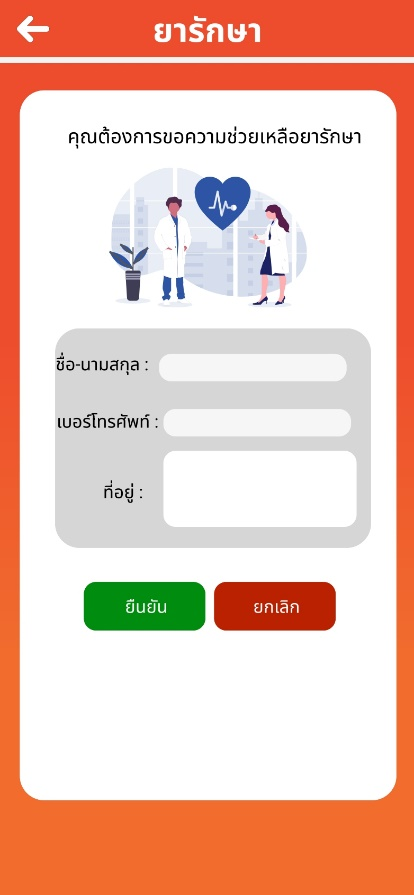 ยารักษา
คุณต้องการขอความช่วยเหลือยารักษา
ชื่อ-นามสกุล :
เบอร์โทรศัพท์ :
ที่อยู่ :
ยืนยัน
ยกเลิก